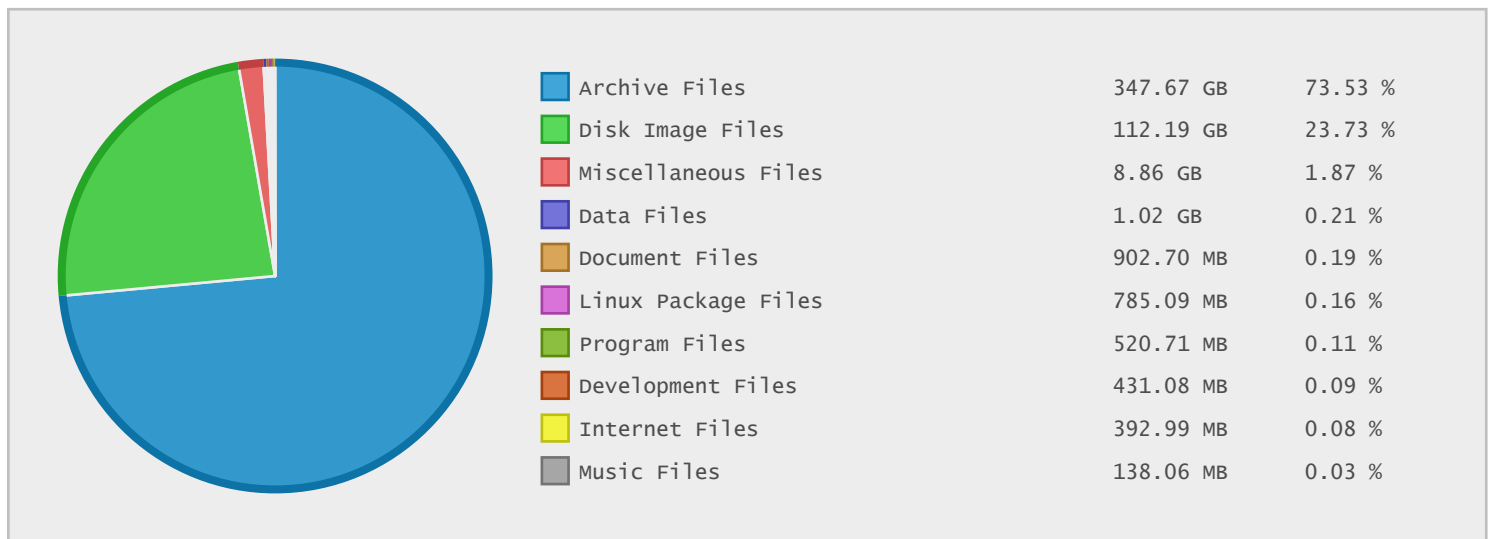 Archive Files 347.67 GB 73.53 %
Disk Image Files 112.19 GB 23.73 %
Miscellaneous Files 8.86 GB 1.87 %
Data Files 1.02 GB 0.21 %
Document Files 902.70 MB 0.19 %
Linux Package Files 785.09 MB 0.16 %
Program Files 520.71 MB 0.11 %
Development Files 431.08 MB 0.09 %
Internet Files 392.99 MB 0.08 %
Music Files 138.06 MB 0.03 %